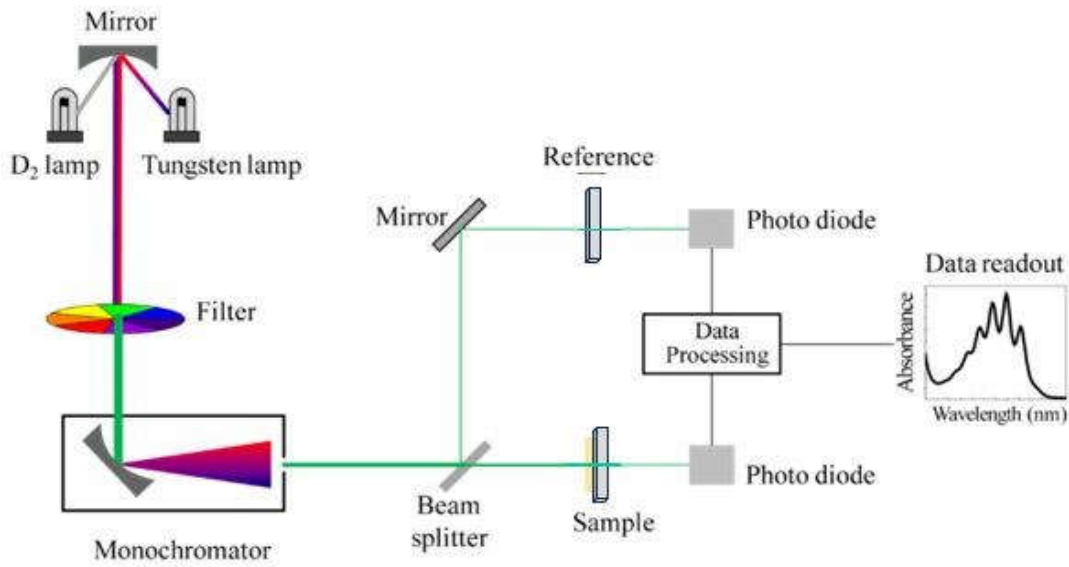 Mirror
D₂ lamp
Tungsten lamp
Filter
Monochromator
Mirror
Reference
Photo diode
Beam
splitter
Sample
Photo diode
Data
Processing
Data readout
Absorbance
Wavelength (nm)